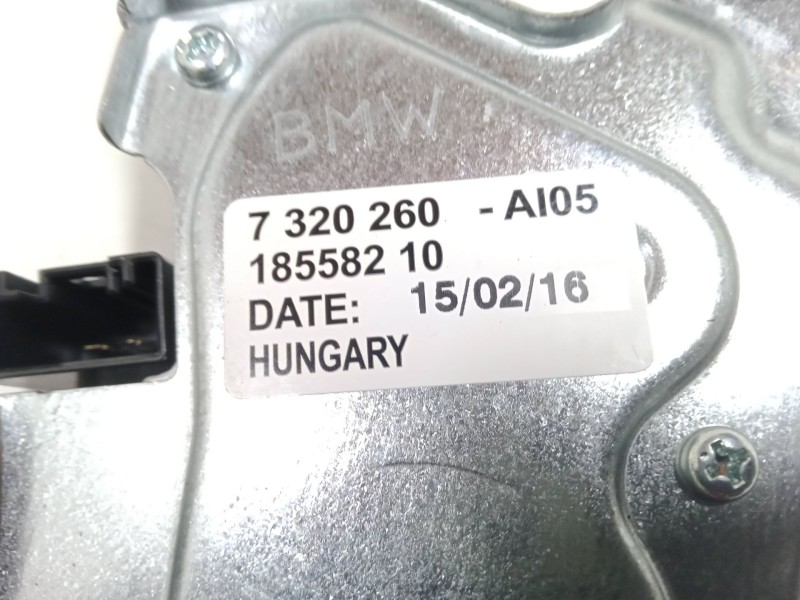 BMW
7 320 260 - AI05
185582 10
DATE: 15/02/16
HUNGARY